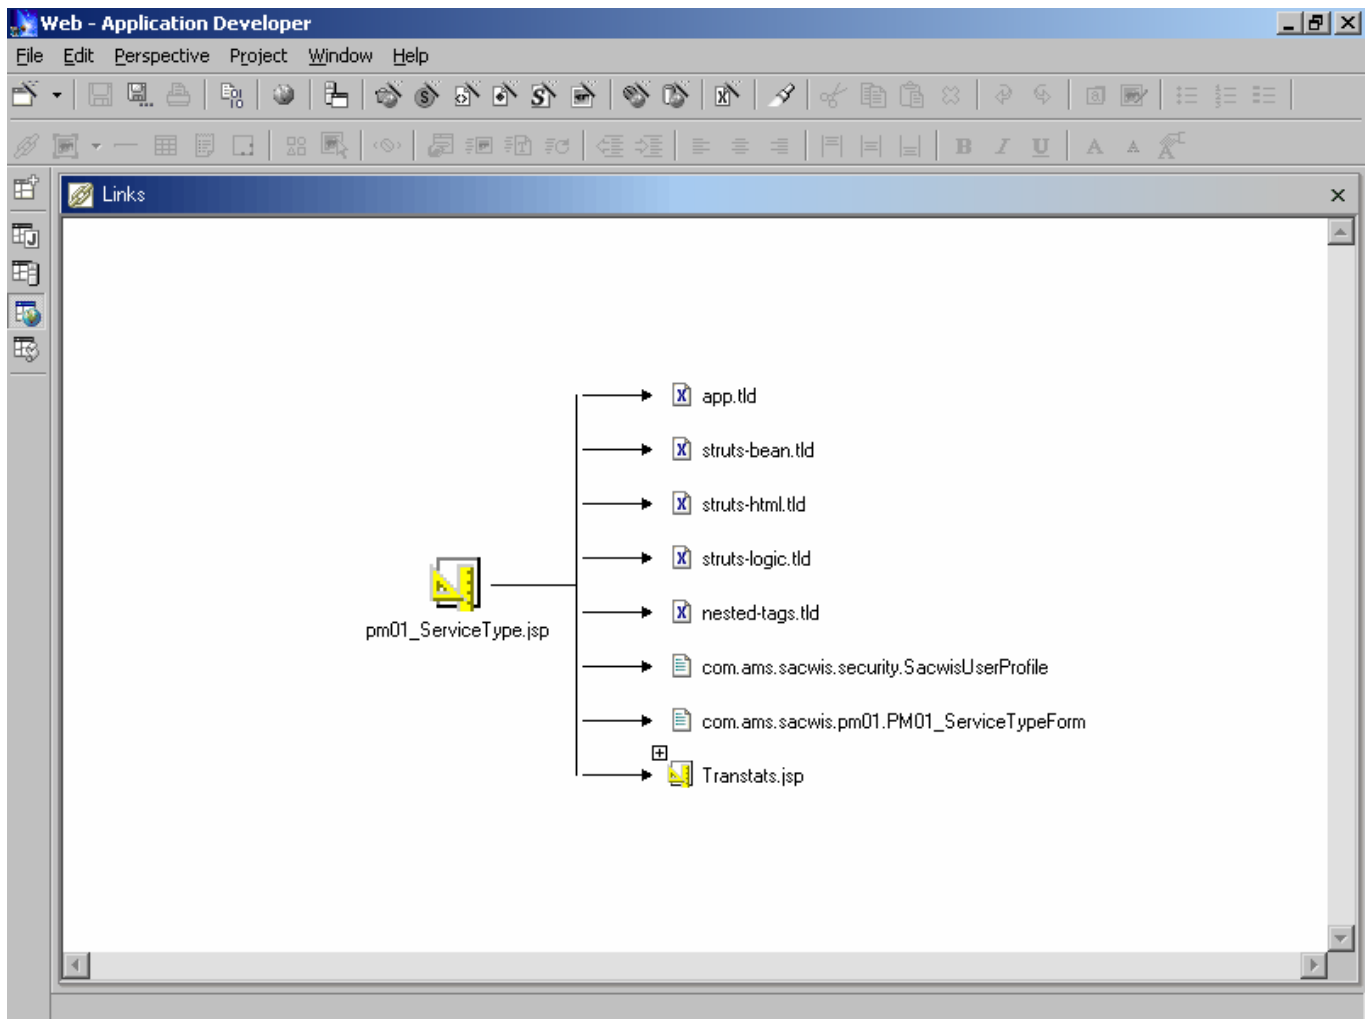 Web - Application Developer
File Edit Perspective Project Window Help
Links
app.tld
struts-bean.tld
struts-html.tld
struts-logic.tld
nested-tags.tld
pm01_ServiceType.jsp
com.ams.sacwis.security.SacwisUserProfile
com.ams.sacwis.pm01.PM01_ServiceTypeForm
Transtats.jsp